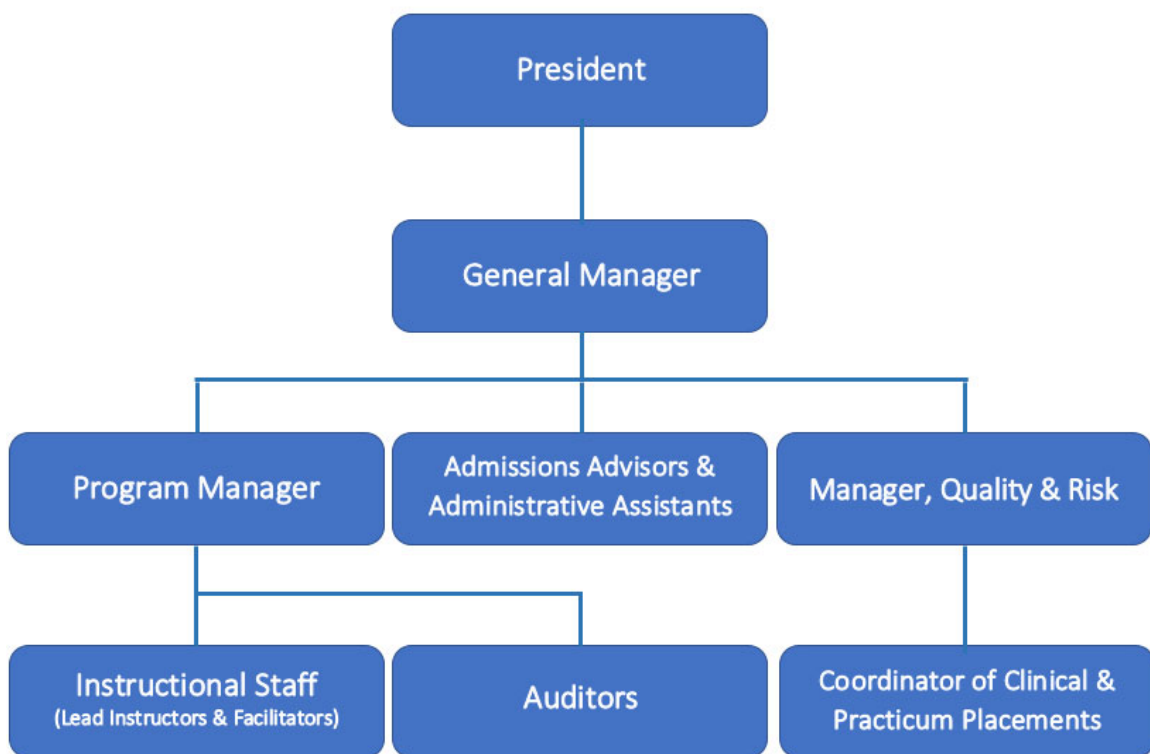 President
General Manager
Program Manager
Admissions Advisors &
Administrative Assistants
Manager, Quality & Risk
Instructional Staff
(Lead Instructors & Facilitators)
Auditors
Coordinator of Clinical &
Practicum Placements